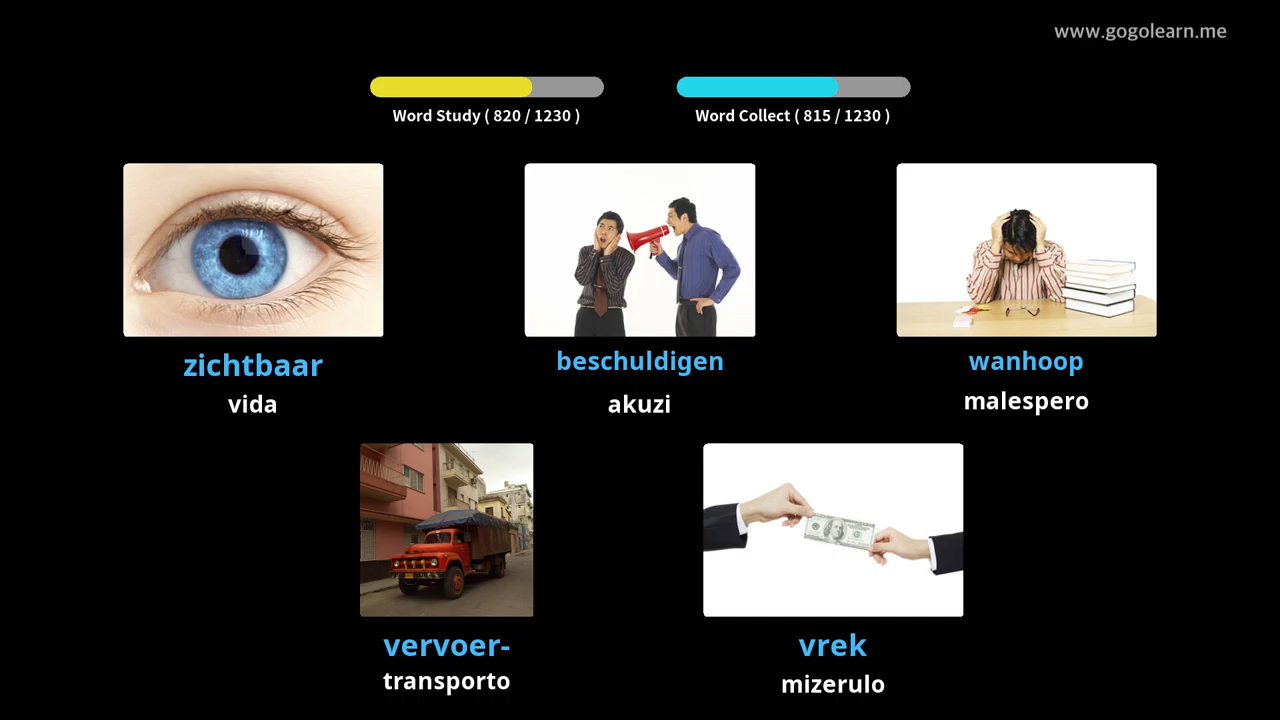 www.gogolearn.me
Word Study ( 820 / 1230 )
Word Collect ( 815 / 1230 )
zichtbaar
vida
beschuldigen
akuzi
wanhoop
malespero
vervoer-
transporto
vrek
mizerulo